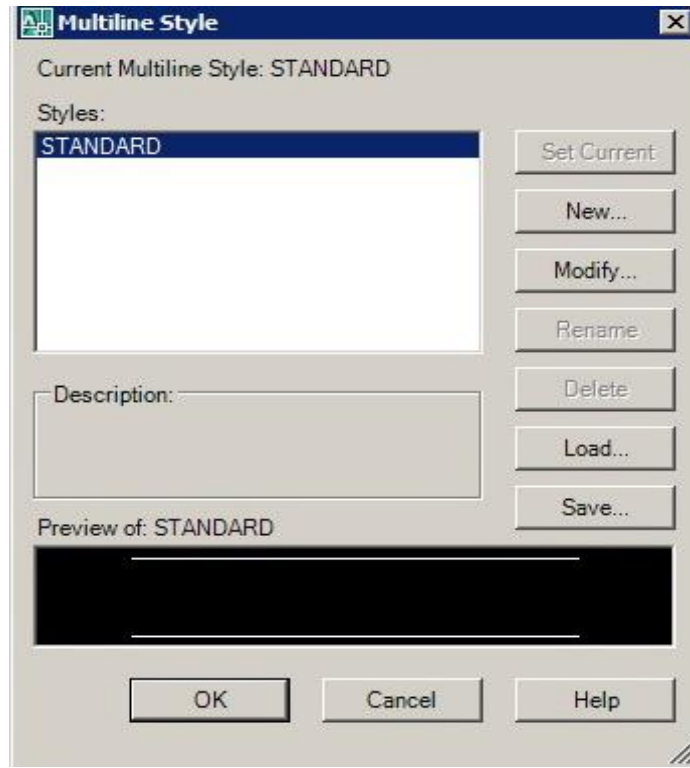 Multiline Style
Current Multiline Style: STANDARD
Styles:
STANDARD
Set Current
New...
Modify...
Rename
Delete
Load...
Save...
Description:
Preview of: STANDARD
OK
Cancel
Help